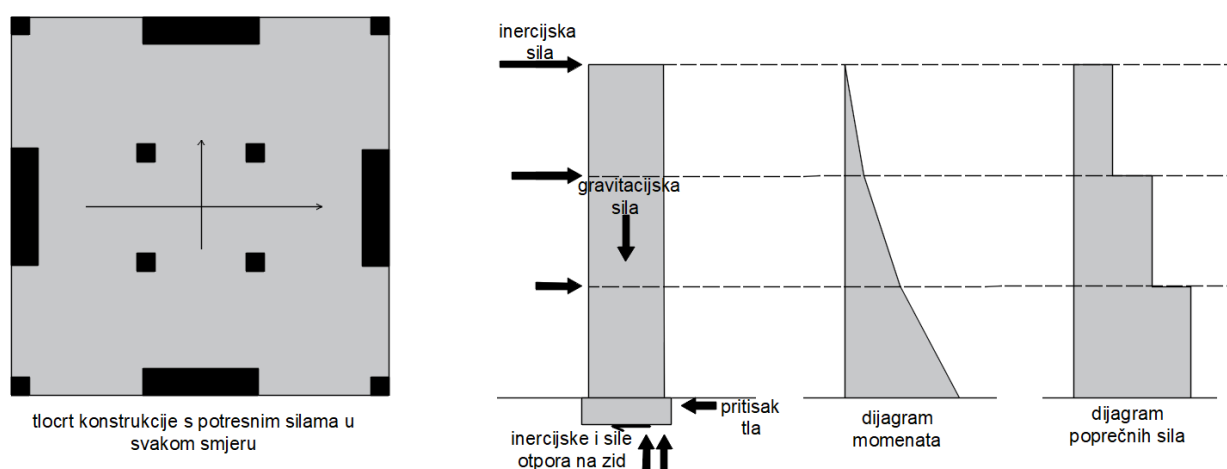 tlocrt konstrukcije s potresnim silama u
svakom smjeru
inercijska
sila
gravitacijska
sila
pritisak
tla
inercijske i sile
otpora na zid
dijagram
momenata
dijagram
poprečnih sila